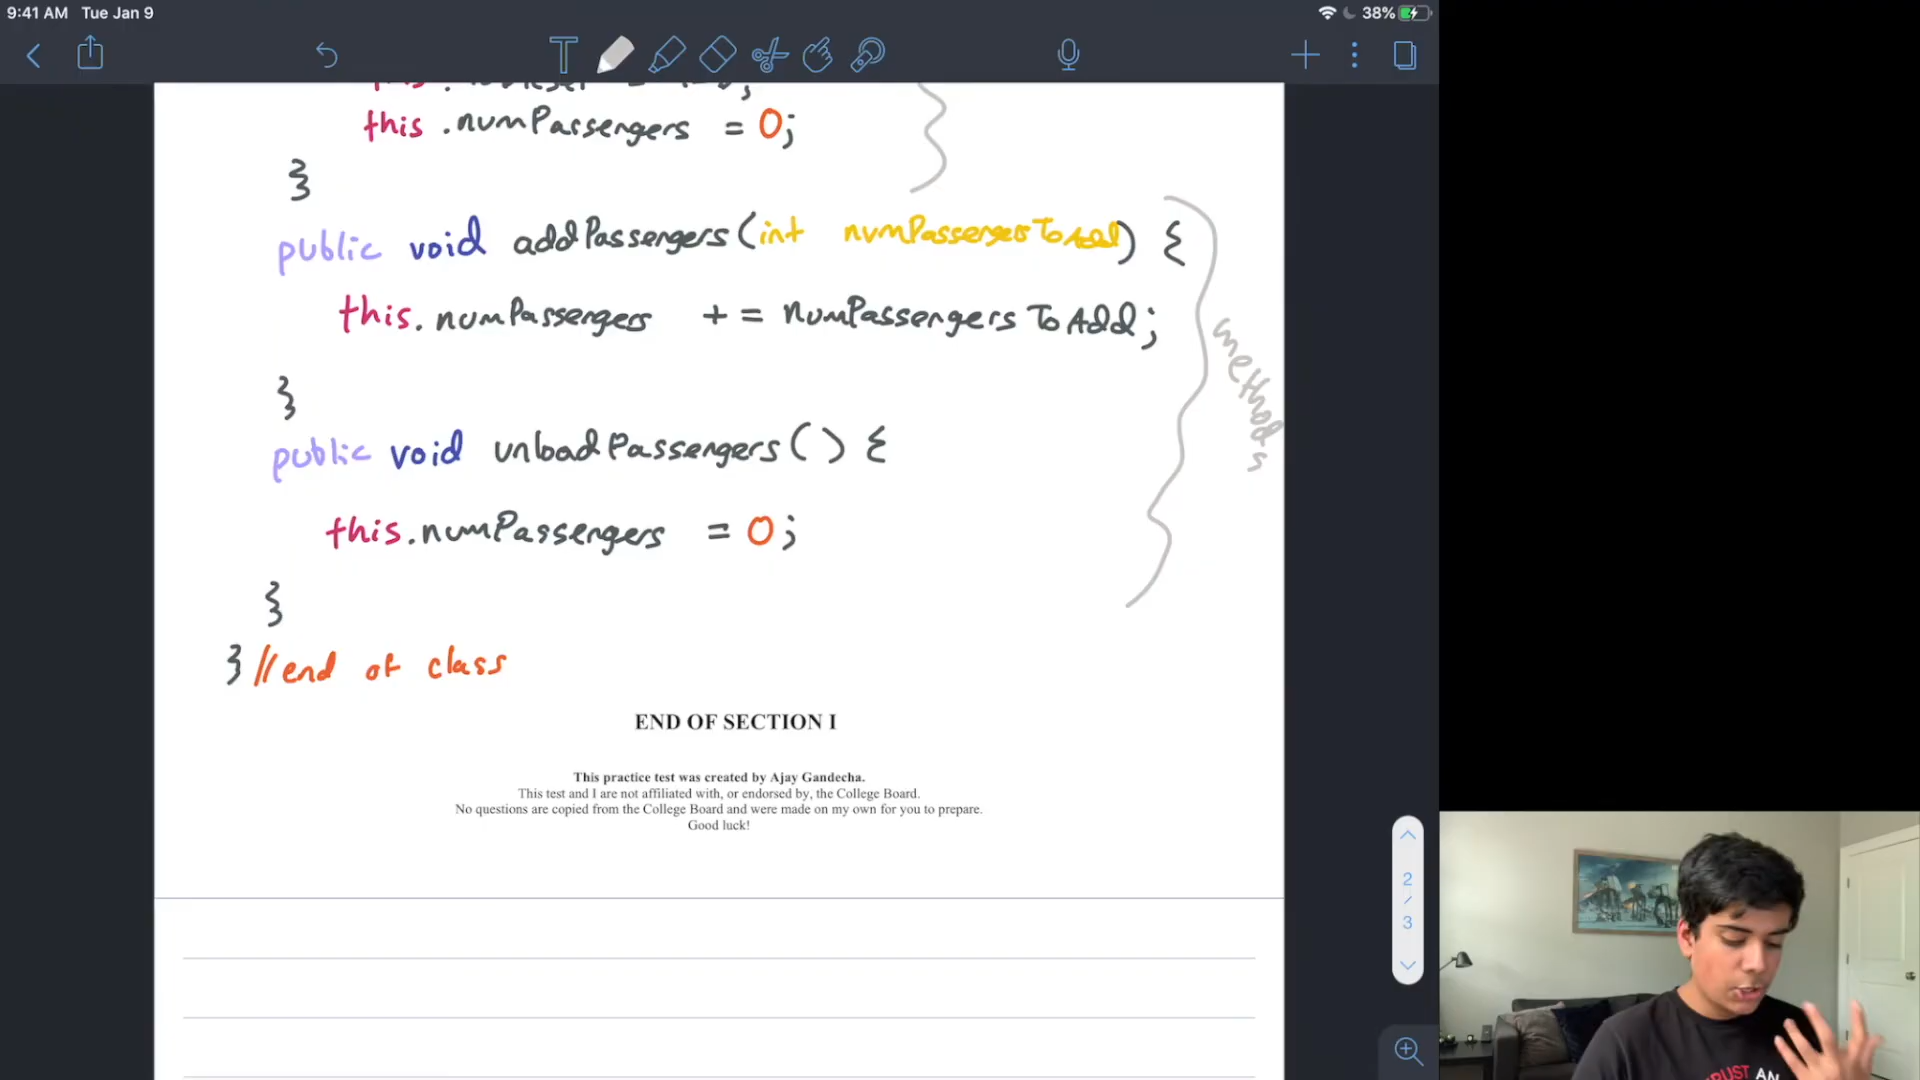 9:41 AM Tue Jan 9
38%
this .numPassengers = 0;
}
public void addPassengers(int numPassengersToAdd) {
this.numPassengers += numPassengersToAdd;
}
public void unloadPassengers() {
this.numPassengers = 0;
}
} //end of class
methods
END OF SECTION I
This practice test was created by Ajay Gandecha.
This test and I are not affiliated with, or endorsed by, the College Board.
No questions are copied from the College Board and were made on my own for you to prepare.
Good luck!
2
/
3
AN